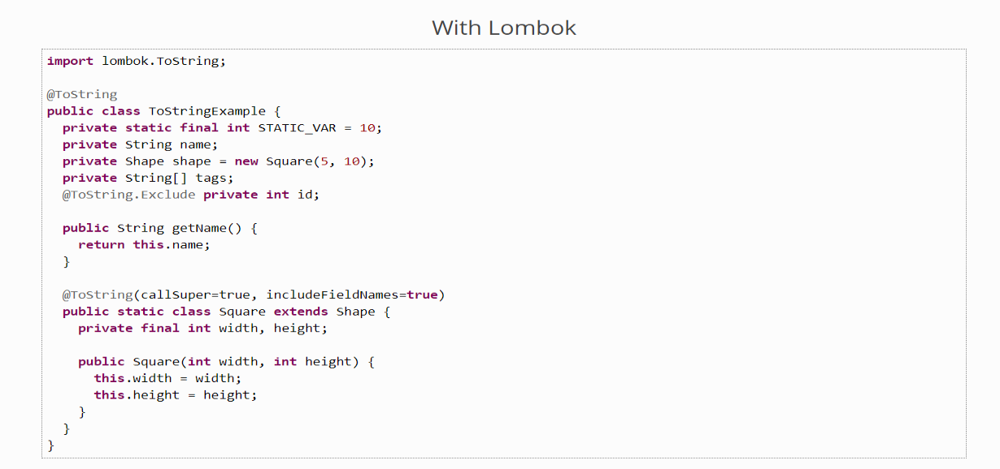 With Lombok
import lombok.ToString;
@ToString
public class ToStringExample {
  private static final int STATIC_VAR = 10;
  private String name;
  private Shape shape = new Square(5, 10);
  private String[] tags;
  @ToString.Exclude private int id;
  public String getName() {
    return this.name;
  }
  @ToString(callSuper=true, includeFieldNames=true)
  public static class Square extends Shape {
    private final int width, height;
    public Square(int width, int height) {
      this.width = width;
      this.height = height;
    }
  }
}